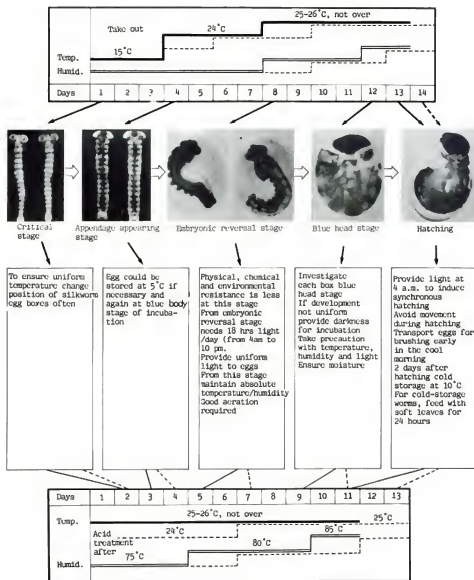 25-26°C, not over
Take out
24°C
15°C
Temp.
Humid.
Days 1 2 3 4 5 6 7 8 9 10 11 12 13 14
Critical
stage
Appendage appearing
stage
Embryonic reversal stage
Blue head stage
Hatching
To ensure uniform
temperature change
position of silkworm
egg boxes often
Egg could be
stored at 5°C if
necessary and
again at blue body
stage of incuba-
tion
Physical, chemical
and environmental
resistance is less
at this stage
From embryonic
reversal stage
needs 18 hrs light
/day (from 4am to
10 pm.
Provide uniform
light to eggs
From this stage
maintain absolute
temperature/humidity
Good aeration
required
Investigate
each box blue
head stage
If development
not uniform
provide darkness
for incubation
Take precaution
with temperature,
humidity and light
Ensure moisture
Provide light at
4 a.m. to induce
synchronous
hatching
Avoid movement
during hatching
Transport eggs for
brushing early
in the cool
morning
2 days after
hatching cold
storage at 10°C
For cold-storage
worms, feed with
soft leaves for
24 hours
Days 1 2 3 4 5 6 7 8 9 10 11 12 13
25-26°C, not over
Temp.
25°C
24°C
Acid
treatment
after
85°C
80°C
75°C
Humid.